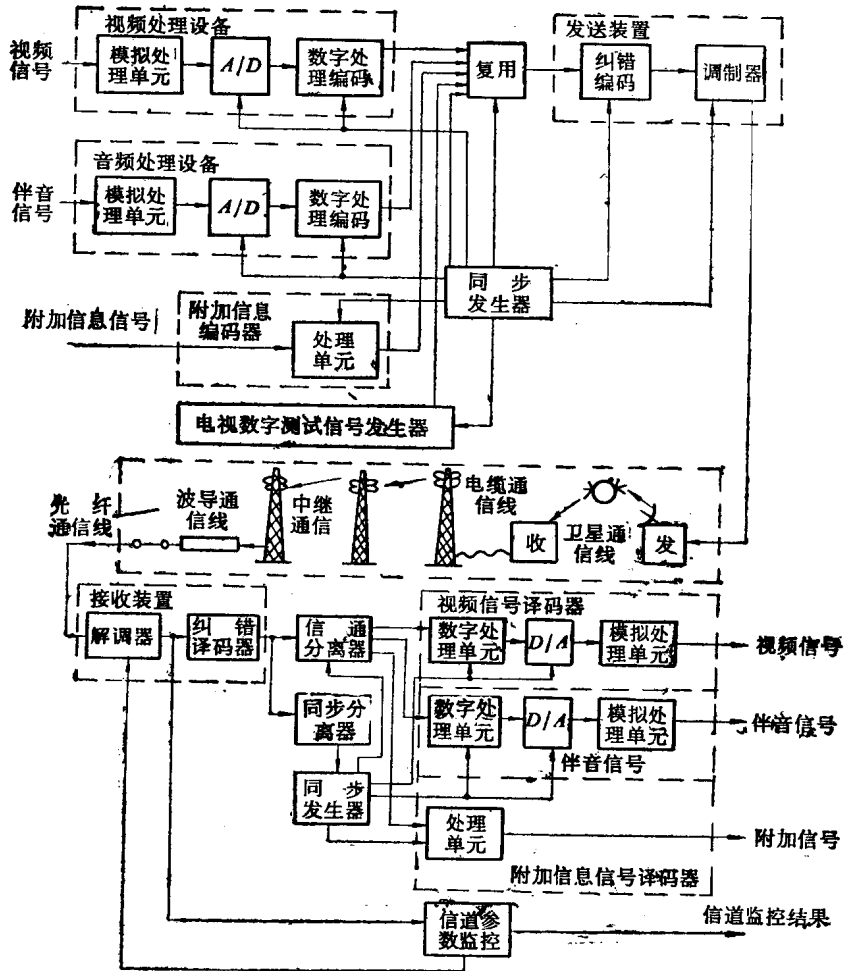 视频处理设备
视频
信号
模拟处
理单元
A/D
数字处
理编码
复用
发送装置
纠错
编码
调制器
音频处理设备
伴音
信号
模拟处
理单元
A/D
数字处
理编码
同步
发生器
附加信息信号
附加信息
编码器
处理
单元
电视数字测试信号发生器
光纤
通信线
波导通
信线
中继
通信
电缆通
信线
收
卫星通
信线
发
接收装置
解调器
纠错
译码器
信通
分离器
同步分
离器
同步
发生器
视频信号译码器
数字处
理单元
D/A
模拟处
理单元
视频信号
数字处
理单元
D/A
模拟处
理单元
伴音信号
伴音信号
处理
单元
附加信号
附加信息信号译码器
信道参
数监控
信道监控结果